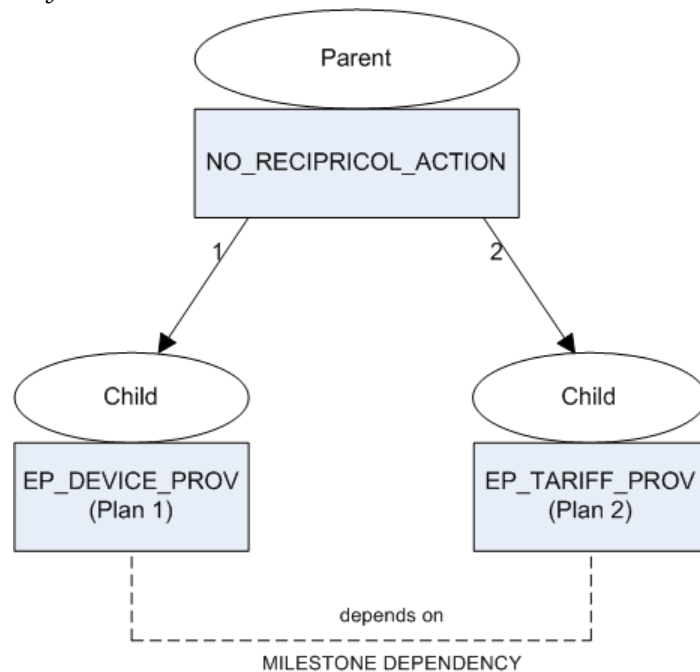 Parent
NO_RECIPRICOL_ACTION
1
2
Child
Child
EP_DEVICE_PROV
(Plan 1)
EP_TARIFF_PROV
(Plan 2)
depends on
MILESTONE DEPENDENCY